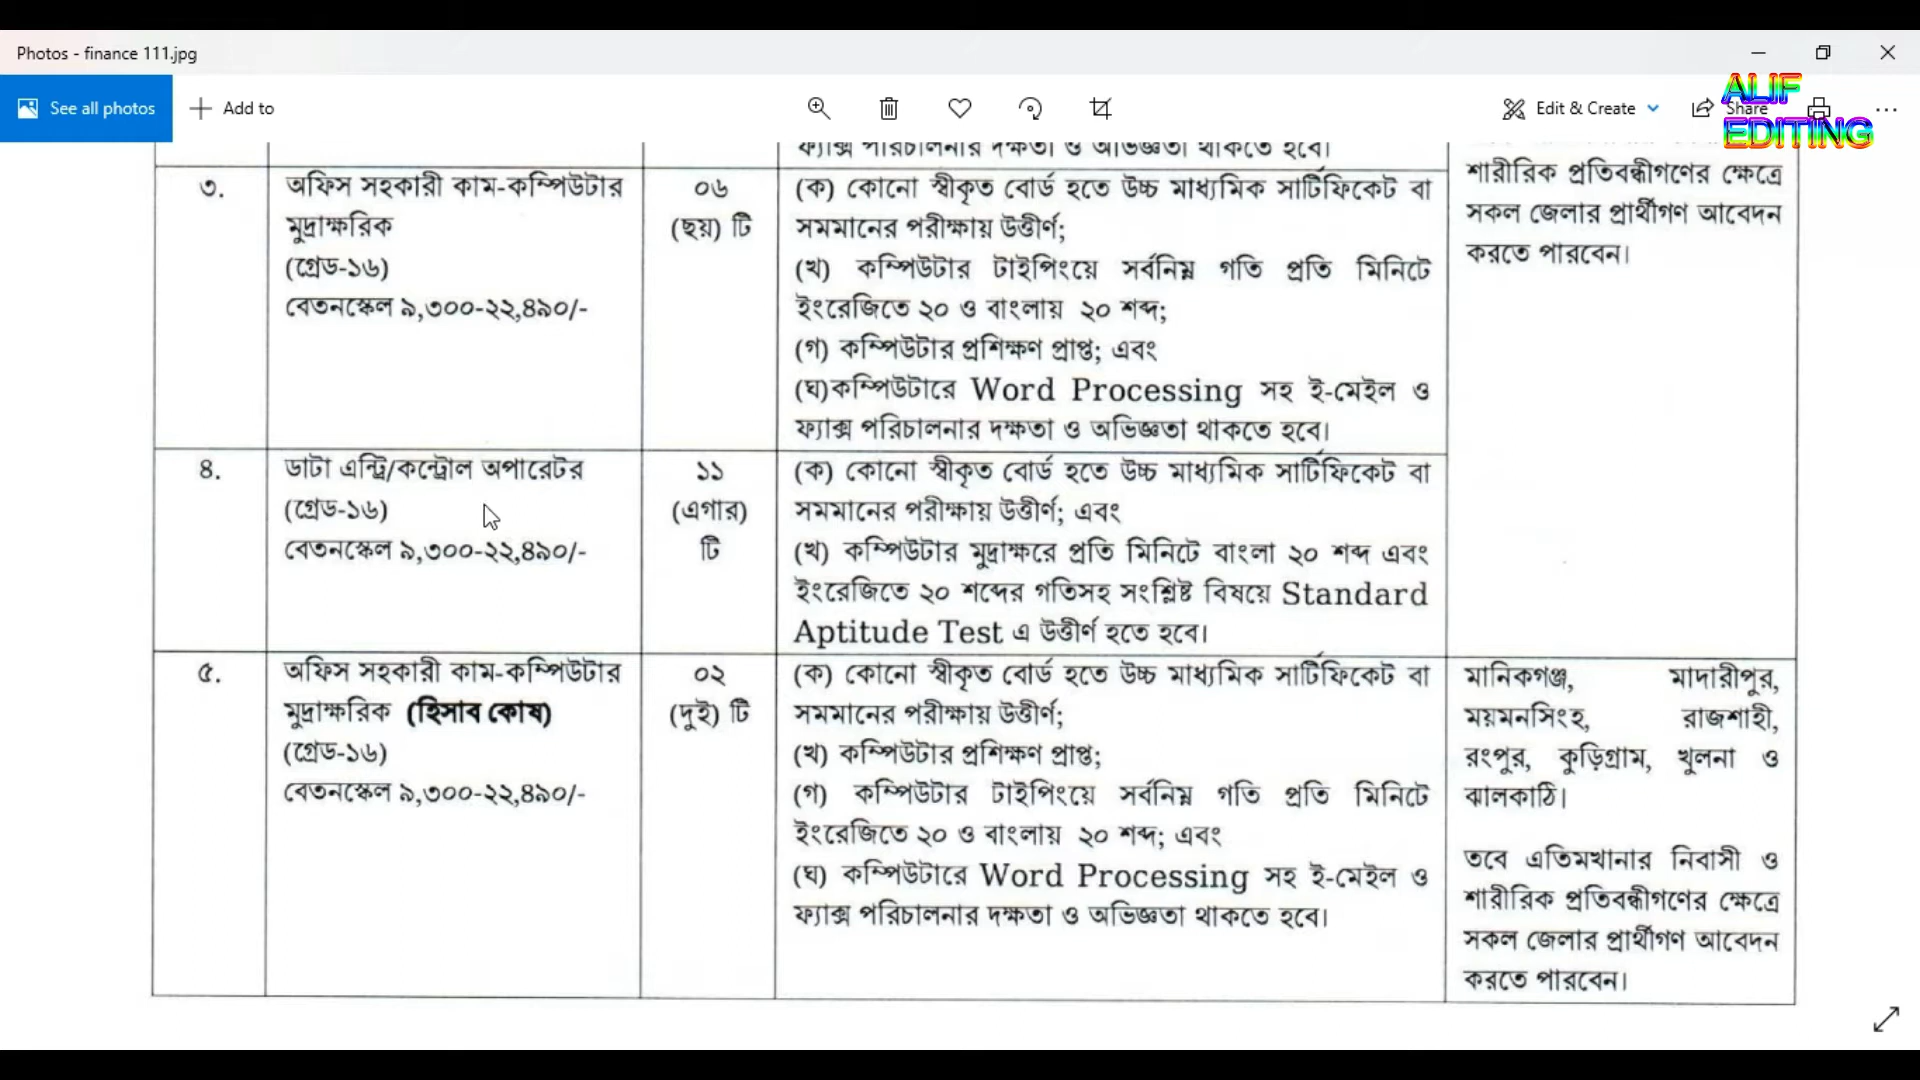 Photos - finance 111.jpg
See all photos
Add to
Edit & Create
Share
ALIF
EDITING
ফ্যাক্স পরিচালনার দক্ষতা ও অভিজ্ঞতা থাকতে হবে।
৩.
অফিস সহকারী কাম-কম্পিউটার
মুদ্রাক্ষরিক
(গ্রেড-১৬)
বেতনস্কেল ৯,৩০০-২২,৪৯০/-
০৬
(ছয়) টি
(ক) কোনো স্বীকৃত বোর্ড হতে উচ্চ মাধ্যমিক সার্টিফিকেট বা
সমমানের পরীক্ষায় উত্তীর্ণ;
(খ) কম্পিউটার টাইপিংয়ে সর্বনিম্ন গতি প্রতি মিনিটে
ইংরেজিতে ২০ ও বাংলায় ২০ শব্দ;
(গ) কম্পিউটার প্রশিক্ষণ প্রাপ্ত; এবং
(ঘ)কম্পিউটারে Word Processing সহ ই-মেইল ও
ফ্যাক্স পরিচালনার দক্ষতা ও অভিজ্ঞতা থাকতে হবে।
শারীরিক প্রতিবন্ধীগণের ক্ষেত্রে
সকল জেলার প্রার্থীগণ আবেদন
করতে পারবেন।
৪.
ডাটা এন্ট্রি/কন্ট্রোল অপারেটর
(গ্রেড-১৬)
বেতনস্কেল ৯,৩০০-২২,৪৯০/-
১১
(এগার)
টি
(ক) কোনো স্বীকৃত বোর্ড হতে উচ্চ মাধ্যমিক সার্টিফিকেট বা
সমমানের পরীক্ষায় উত্তীর্ণ; এবং
(খ) কম্পিউটার মুদ্রাক্ষরে প্রতি মিনিটে বাংলা ২০ শব্দ এবং
ইংরেজিতে ২০ শব্দের গতিসহ সংশ্লিষ্ট বিষয়ে Standard
Aptitude Test এ উত্তীর্ণ হতে হবে।
৫.
অফিস সহকারী কাম-কম্পিউটার
মুদ্রাক্ষরিক (হিসাব কোষ)
(গ্রেড-১৬)
বেতনস্কেল ৯,৩০০-২২,৪৯০/-
০২
(দুই) টি
(ক) কোনো স্বীকৃত বোর্ড হতে উচ্চ মাধ্যমিক সার্টিফিকেট বা
সমমানের পরীক্ষায় উত্তীর্ণ;
(খ) কম্পিউটার প্রশিক্ষণ প্রাপ্ত;
(গ) কম্পিউটার টাইপিংয়ে সর্বনিম্ন গতি প্রতি মিনিটে
ইংরেজিতে ২০ ও বাংলায় ২০ শব্দ; এবং
(ঘ) কম্পিউটারে Word Processing সহ ই-মেইল ও
ফ্যাক্স পরিচালনার দক্ষতা ও অভিজ্ঞতা থাকতে হবে।
মানিকগঞ্জ, মাদারীপুর,
ময়মনসিংহ, রাজশাহী,
রংপুর, কুড়িগ্রাম, খুলনা ও
ঝালকাঠি।
তবে এতিমখানার নিবাসী ও
শারীরিক প্রতিবন্ধীগণের ক্ষেত্রে
সকল জেলার প্রার্থীগণ আবেদন
করতে পারবেন।